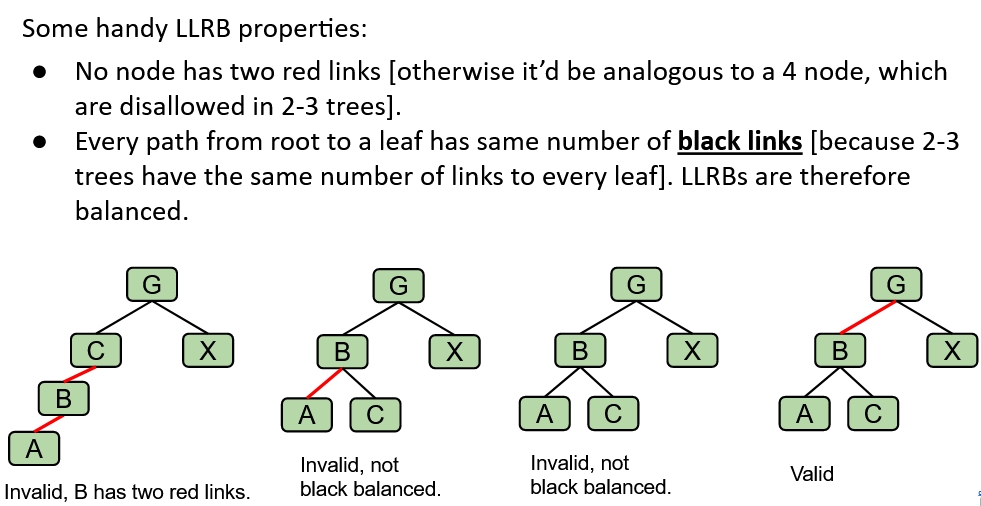 Some handy LLRB properties:
● No node has two red links [otherwise it’d be analogous to a 4 node, which
are disallowed in 2-3 trees].
● Every path from root to a leaf has same number of black links [because 2-3
trees have the same number of links to every leaf]. LLRBs are therefore
balanced.
G G G G
C X B X B X B X
B
A A C A C A C
Invalid, B has two red links.
Invalid, not
black balanced.
Invalid, not
black balanced.
Valid